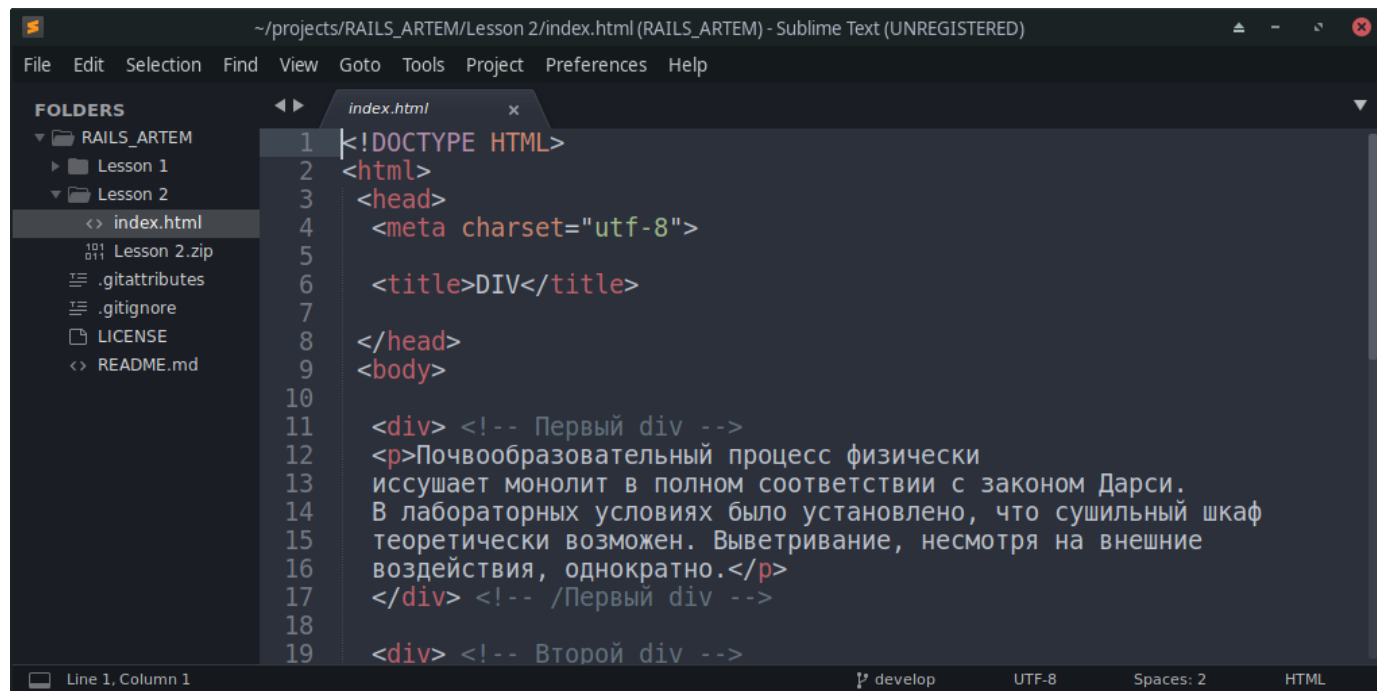 ~/projects/RAILS_ARTEM/Lesson 2/index.html (RAILS_ARTEM) - Sublime Text (UNREGISTERED)
File Edit Selection Find View Goto Tools Project Preferences Help
FOLDERS
RAILS_ARTEM
Lesson 1
Lesson 2
index.html
Lesson 2.zip
.gitattributes
.gitignore
LICENSE
README.md
index.html
1 <!DOCTYPE HTML>
2 <html>
3 <head>
4 <meta charset="utf-8">
5
6 <title>DIV</title>
7
8 </head>
9 <body>
10
11 <div> <!-- Первый div -->
12 <p>Почвообразовательный процесс физически
13 иссушает монолит в полном соответствии с законом Дарси.
14 В лабораторных условиях было установлено, что сушильный шкаф
15 теоретически возможен. Выветривание, несмотря на внешние
16 воздействия, однократно.</p>
17 </div> <!-- /Первый div -->
18
19 <div> <!-- Второй div -->
Line 1, Column 1 develop UTF-8 Spaces: 2 HTML